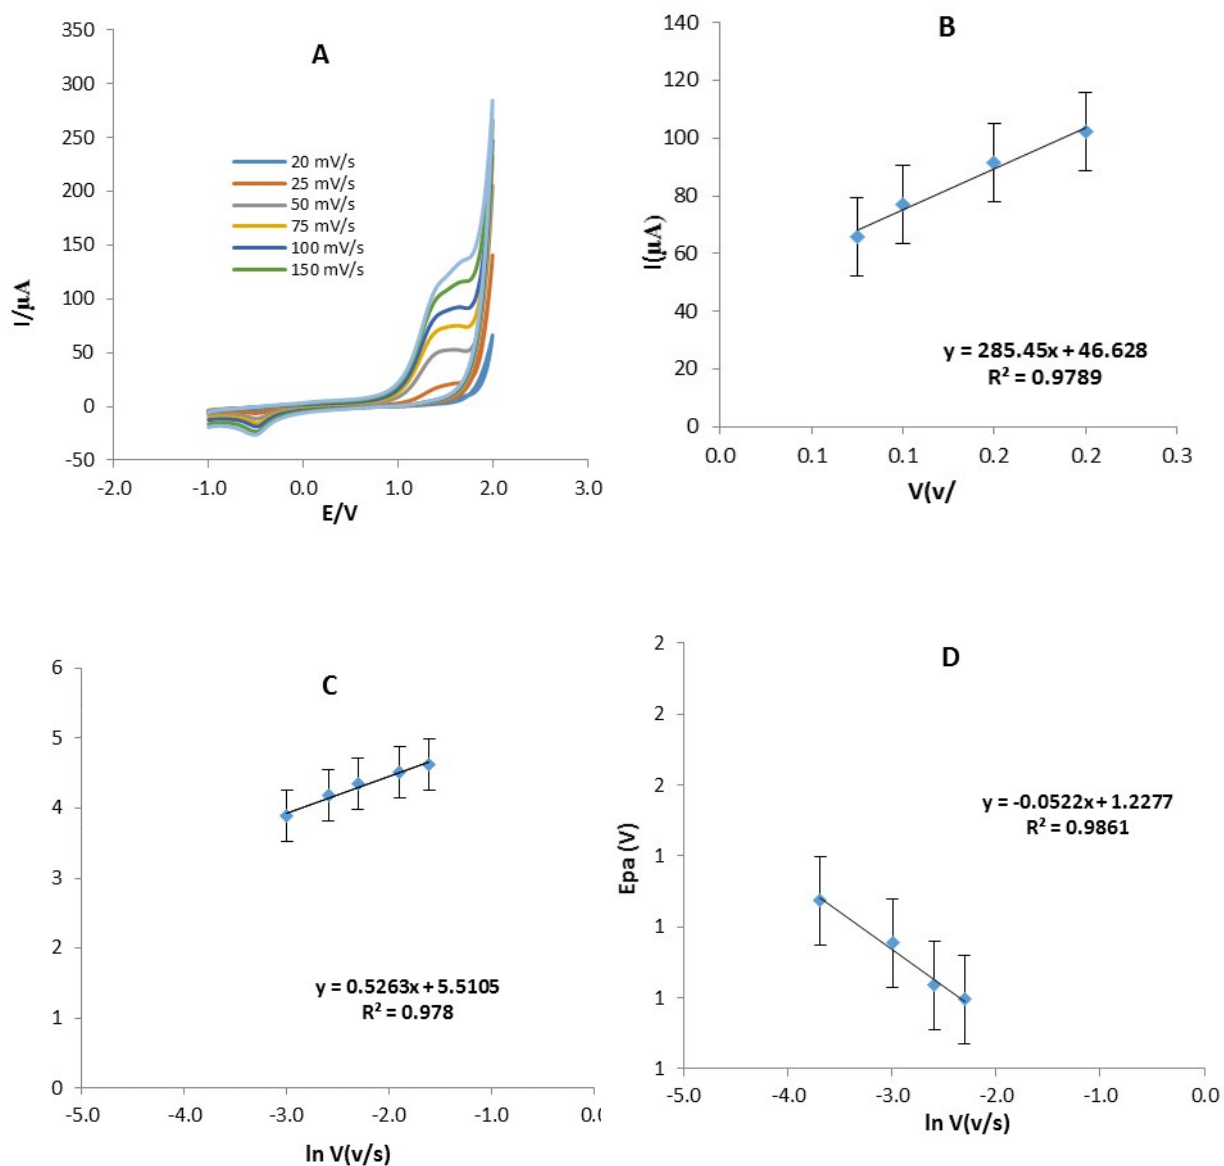 A
350
300
250
200
150
100
50
0
-50
I/µA
20 mV/s
25 mV/s
50 mV/s
75 mV/s
100 mV/s
150 mV/s
-2.0 -1.0 0.0 1.0 2.0 3.0
E/V
B
140
120
100
80
60
40
20
0
I(µA)
y = 285.45x + 46.628
R² = 0.9789
0.0 0.1 0.1 0.2 0.2 0.3
V(v/
C
6
5
4
3
2
1
0
y = 0.5263x + 5.5105
R² = 0.978
-5.0 -4.0 -3.0 -2.0 -1.0 0.0
ln V(v/s)
D
2
2
2
1
1
1
1
Epa (V)
y = -0.0522x + 1.2277
R² = 0.9861
-5.0 -4.0 -3.0 -2.0 -1.0 0.0
ln V(v/s)